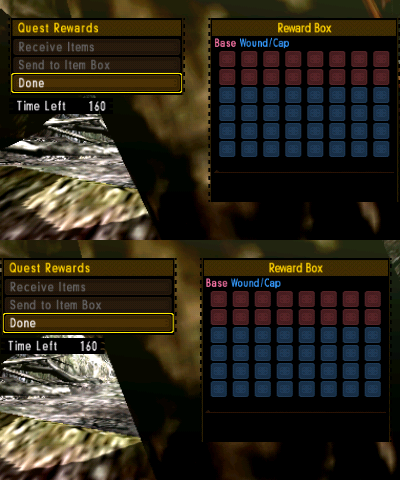 Quest Rewards
Receive Items
Send to Item Box
Done
Time Left 160
Reward Box
Base Wound/Cap
Quest Rewards
Receive Items
Send to Item Box
Done
Time Left 160
Reward Box
Base Wound/Cap